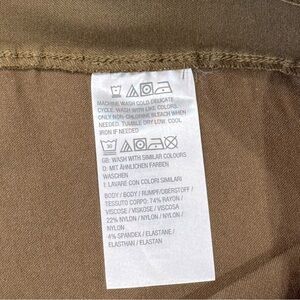 MACHINE WASH COLD DELICATE
CYCLE. WASH WITH LIKE COLORS.
ONLY NON-CHLORINE BLEACH WHEN
NEEDED. TUMBLE DRY LOW. COOL
IRON IF NEEDED
30
GB: WASH WITH SIMILAR COLOURS
D: MIT ÄHNLICHEN FARBEN
WASCHEN
I: LAVARE CON COLORI SIMILARI
BODY / BODY / RUMPF/OBERSTOFF /
TESSUTO CORPO: 74% RAYON /
VISCOSE / VISKOSE / VISCOSA
22% NYLON / NYLON / NYLON /
NYLON
4% SPANDEX / ELASTANE /
ELASTHAN / ELASTAN